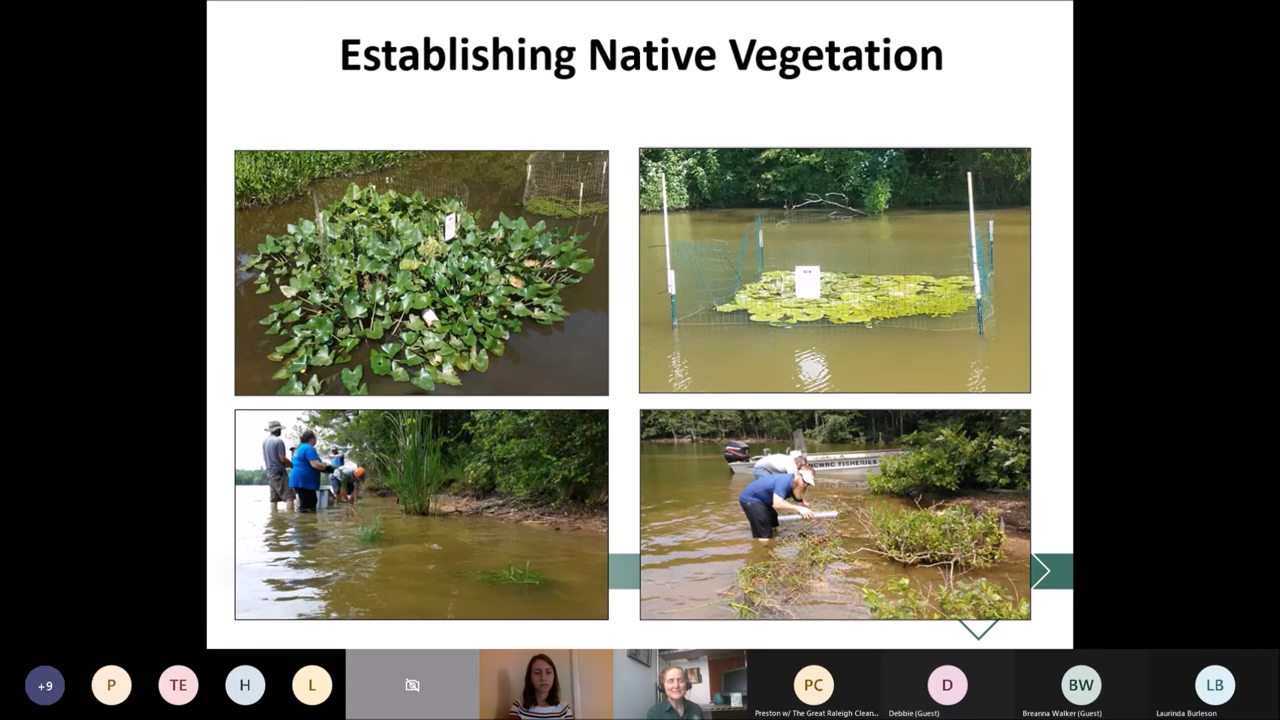 Establishing Native Vegetation
NCWRC FISHERIES
+9
P
TE
H
L
PC
D
BW
LB
Preston w/ The Great Raleigh Clean...
Debbie (Guest)
Breanna Walker (Guest)
Laurinda Burleson